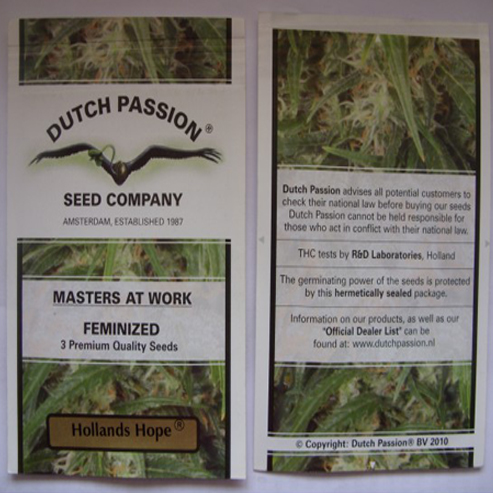 DUTCH PASSION®
SEED COMPANY
AMSTERDAM, ESTABLISHED 1987
MASTERS AT WORK
FEMINIZED
3 Premium Quality Seeds
Hollands Hope®
Dutch Passion advises all potential customers to
check their national law before buying our seeds
Dutch Passion cannot be held responsible for
those who act in conflict with their national law.
THC tests by R&D Laboratories, Holland
The germinating power of the seeds is protected
by this hermetically sealed package.
Information on our products, as well as our
"Official Dealer List" can be
found at: www.dutchpassion.nl
© Copyright: Dutch Passion® BV 2010